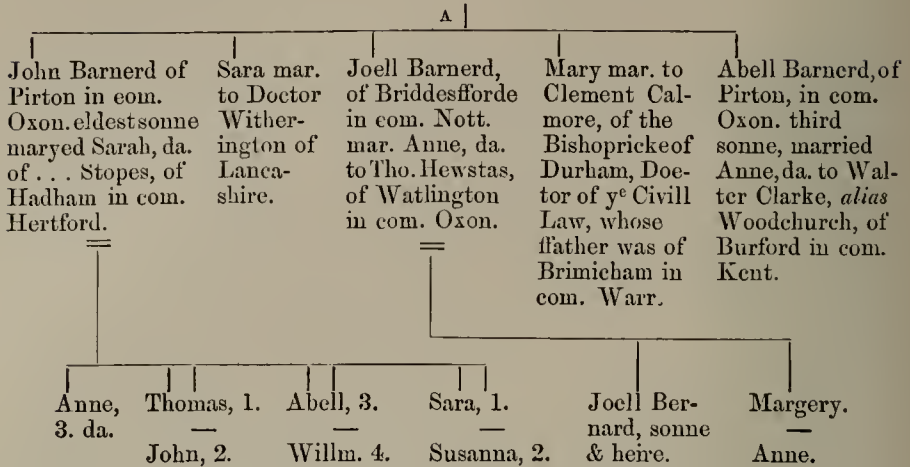 A
John Barnerd of
Pirton in com.
Oxon. eldest sonne
maryed Sarah, da.
of . . . Stopes, of
Hadham in com.
Hertford.
Sara mar.
to Doctor
Wither-
ington of
Lanca-
shire.
Joell Barnerd,
of Briddesfforde
in com. Nott.
mar. Anne, da.
to Tho. Hewstas,
of Watlington
in com. Oxon.
Mary mar. to
Clement Cal-
more, of the
Bishopricke of
Durham, Doc-
tor of yᵉ Civill
Law, whose
ffather was of
Brimicham in
com. Warr.
Abell Barnerd, of
Pirton, in com.
Oxon. third
sonne, married
Anne, da. to Wal-
ter Clarke, alias
Woodchurch, of
Burford in com.
Kent.
Anne,
3. da.
Thomas, 1.
—
John, 2.
Abell, 3.
—
Willm. 4.
Sara, 1.
—
Susanna, 2.
Joell Ber-
nard, sonne
& heire.
Margery.
—
Anne.